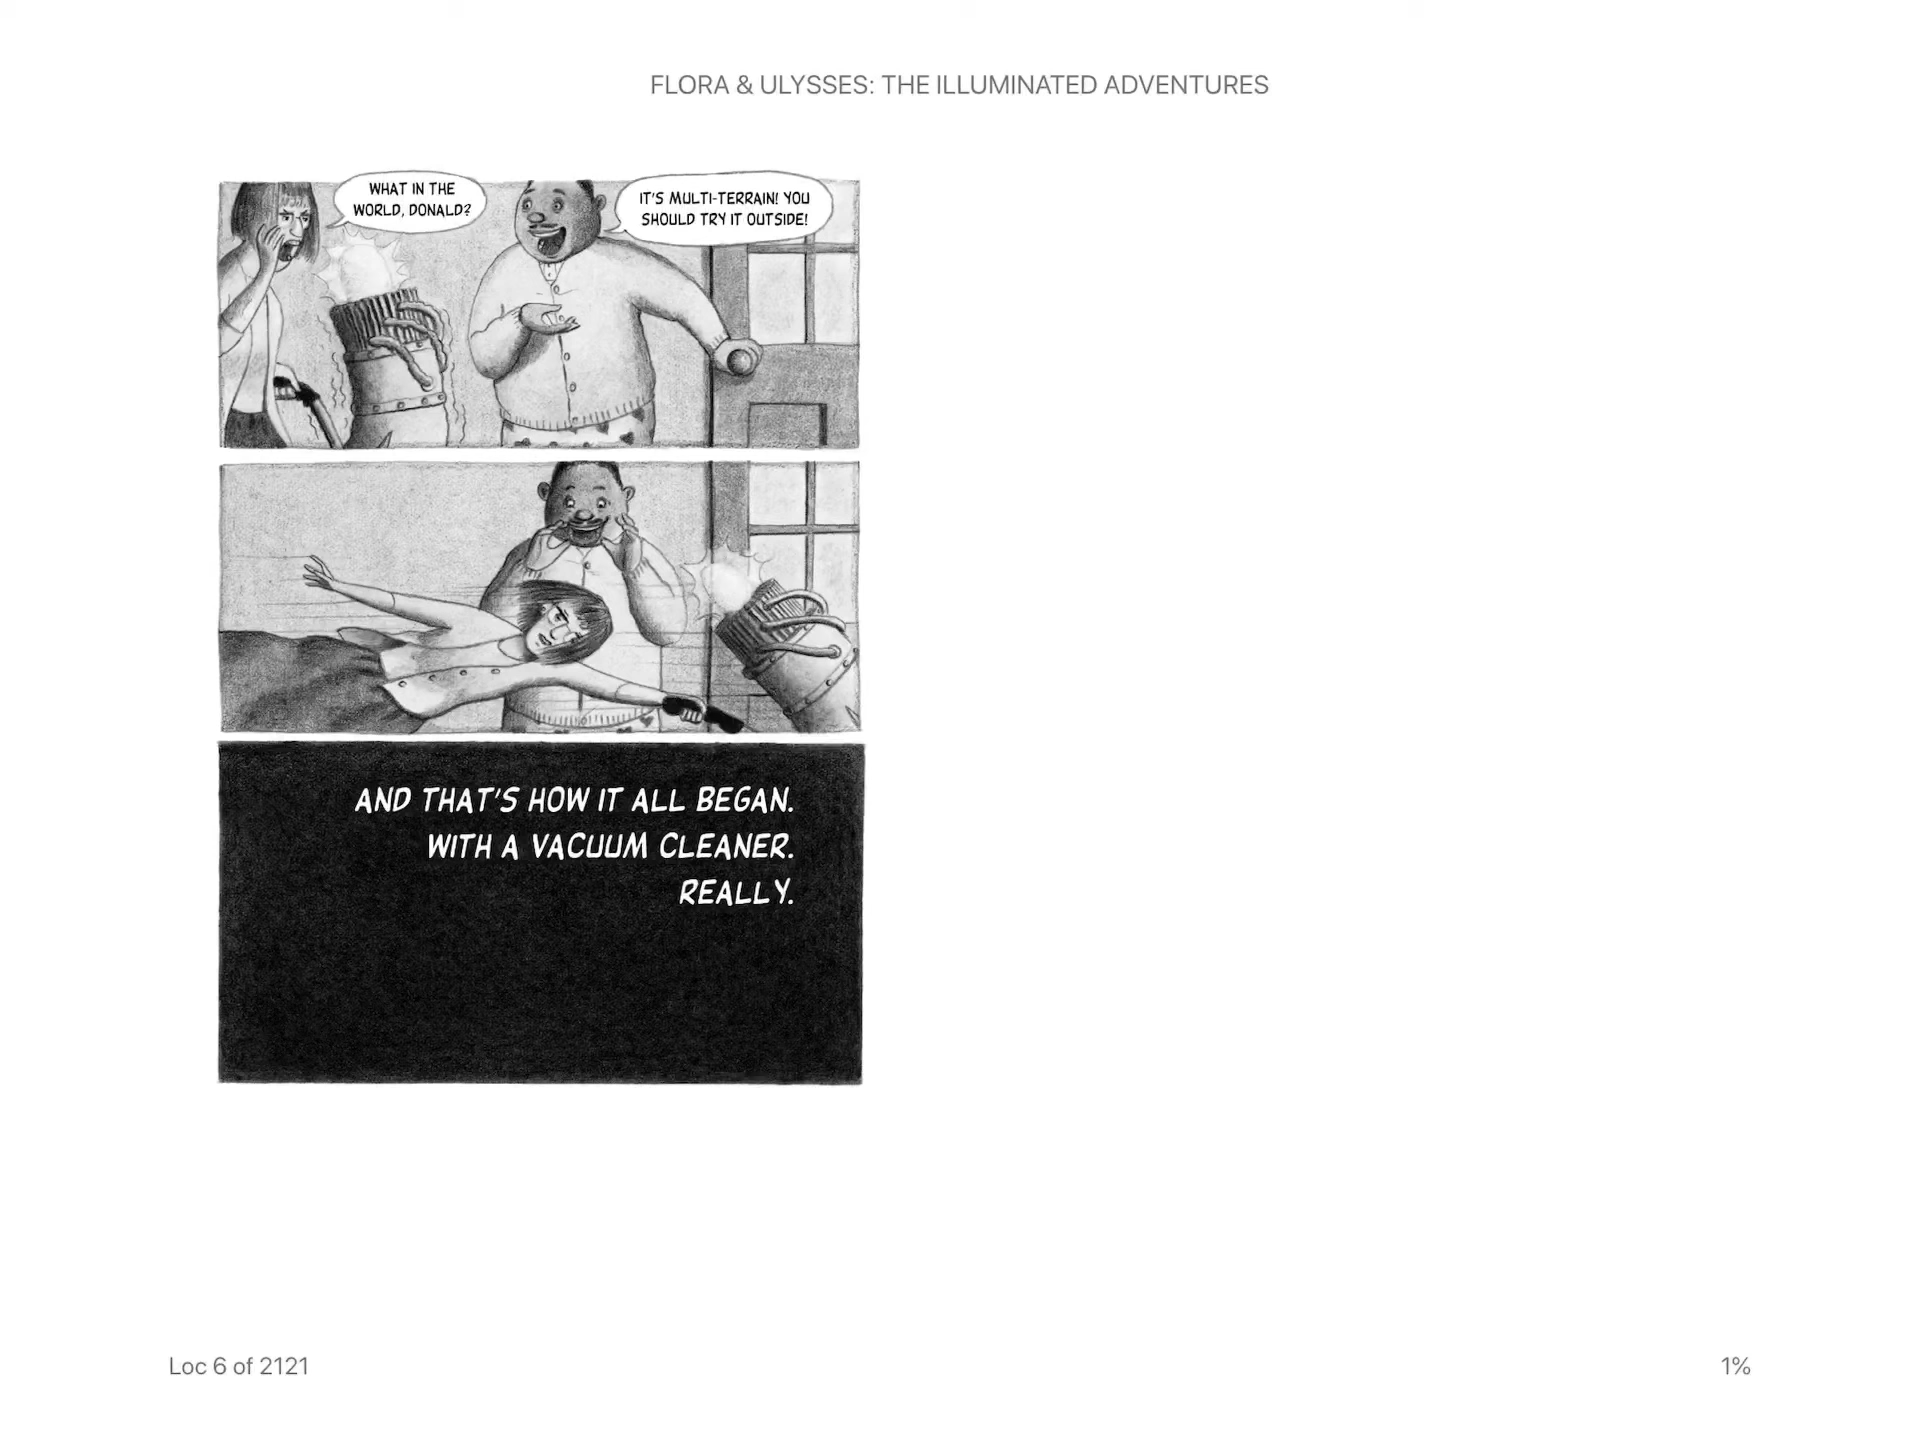 FLORA & ULYSSES: THE ILLUMINATED ADVENTURES
WHAT IN THE
WORLD, DONALD?
IT'S MULTI-TERRAIN! YOU
SHOULD TRY IT OUTSIDE!
AND THAT'S HOW IT ALL BEGAN.
WITH A VACUUM CLEANER.
REALLY.
Loc 6 of 2121
1%